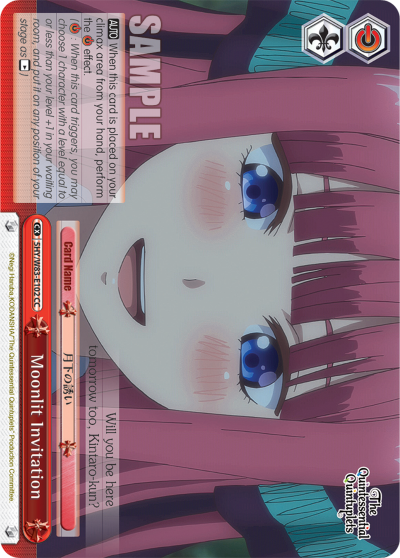 SAMPLE
AUTO When this card is placed on your
climax area from your hand, perform
the effect.
( : When this card triggers, you may
choose 1 character with a level equal to
or less than your level +1 in your waiting
room, and put it on any position of your
stage as )
Will you be here
tomorrow too, Kintaro-kun?
The
Quintessential
Quintuplets
Card Name
月下の誘い
CX 5HY/W83-E107 CC
Moonlit Invitation
©Negi Haruba,KODANSHA/"The Quintessential Quintuplets" Production Committee.